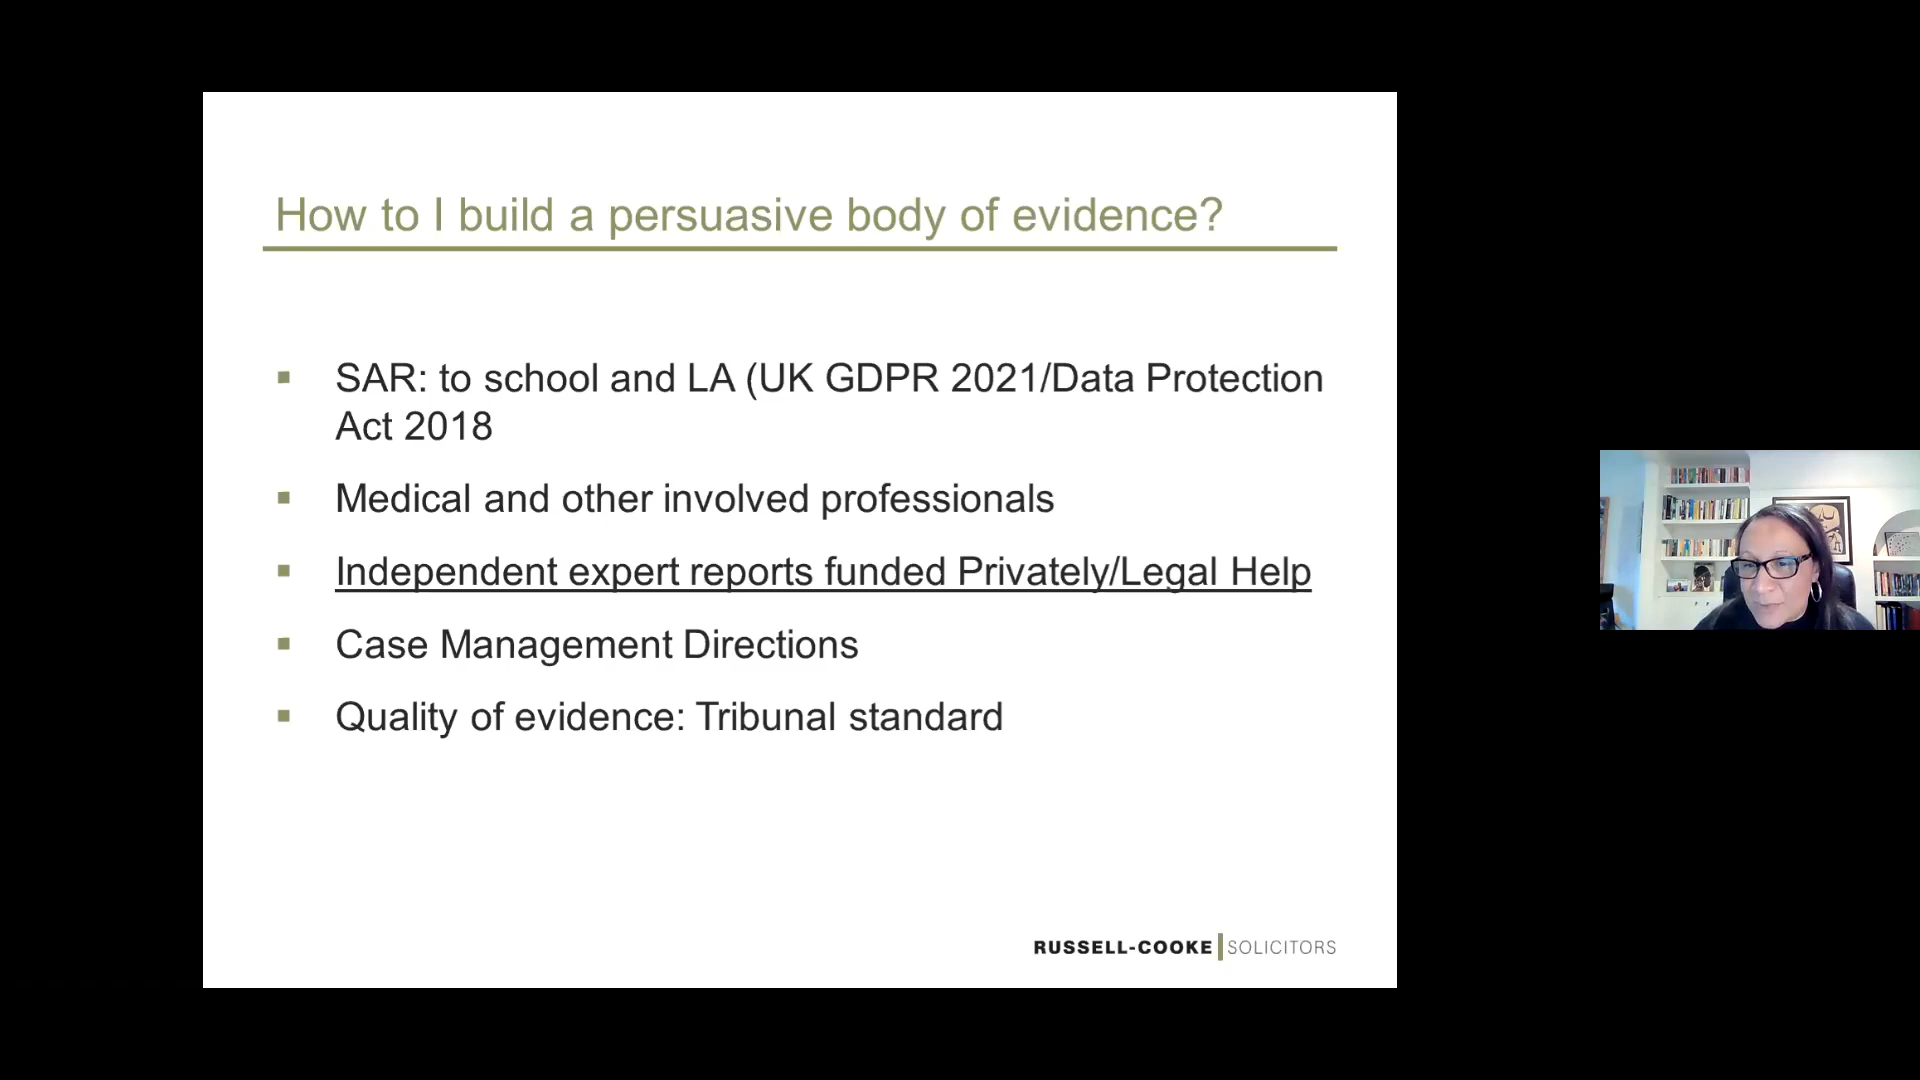 How to I build a persuasive body of evidence?
SAR: to school and LA (UK GDPR 2021/Data Protection
Act 2018
Medical and other involved professionals
Independent expert reports funded Privately/Legal Help
Case Management Directions
Quality of evidence: Tribunal standard
RUSSELL-COOKE SOLICITORS